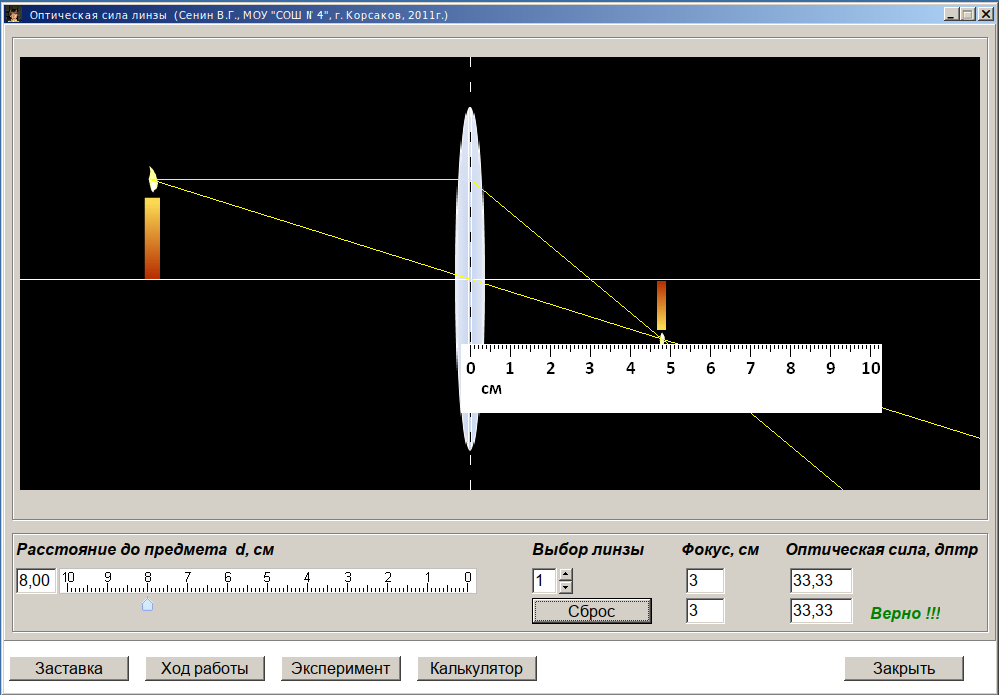 Оптическая сила линзы (Сенин В.Г., МОУ "СОШ № 4", г. Корсаков, 2011г.)
0 1 2 3 4 5 6 7 8 9 10
см
Расстояние до предмета d, см
Выбор линзы
Фокус, см
Оптическая сила, дптр
8,00
10 9 8 7 6 5 4 3 2 1 0
1
3
33,33
Сброс
3
33,33
Верно !!!
Заставка
Ход работы
Эксперимент
Калькулятор
Закрыть